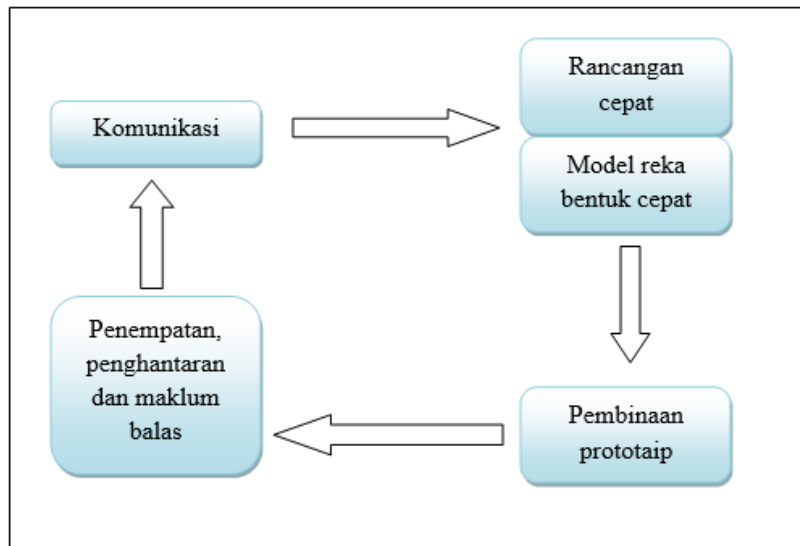 Komunikasi
Rancangan
cepat
Model reka
bentuk cepat
Pembinaan
prototaip
Penempatan,
penghantaran
dan maklum
balas